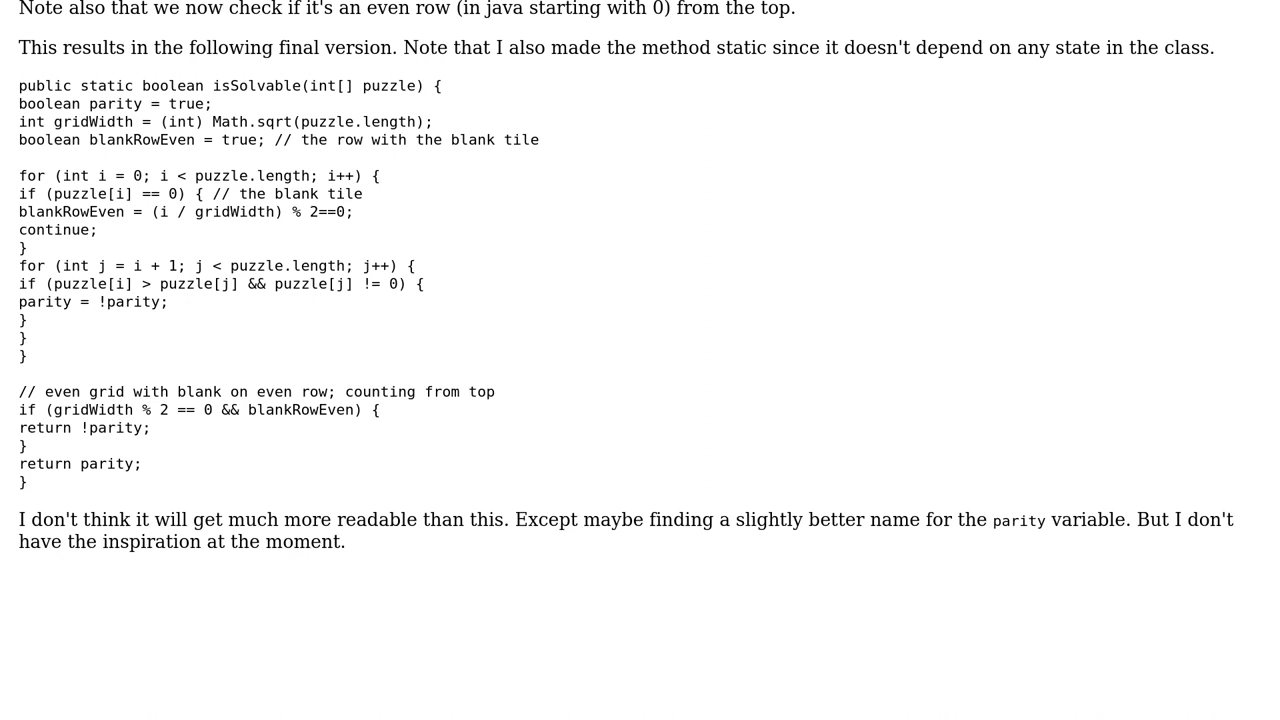 Note also that we now check if it's an even row (in java starting with 0) from the top.
This results in the following final version. Note that I also made the method static since it doesn't depend on any state in the class.
public static boolean isSolvable(int[] puzzle) {
boolean parity = true;
int gridWidth = (int) Math.sqrt(puzzle.length);
boolean blankRowEven = true; // the row with the blank tile
for (int i = 0; i < puzzle.length; i++) {
if (puzzle[i] == 0) { // the blank tile
blankRowEven = (i / gridWidth) % 2==0;
continue;
}
for (int j = i + 1; j < puzzle.length; j++) {
if (puzzle[i] > puzzle[j] && puzzle[j] != 0) {
parity = !parity;
}
}
}
// even grid with blank on even row; counting from top
if (gridWidth % 2 == 0 && blankRowEven) {
return !parity;
}
return parity;
}
I don't think it will get much more readable than this. Except maybe finding a slightly better name for the parity variable. But I don't
have the inspiration at the moment.